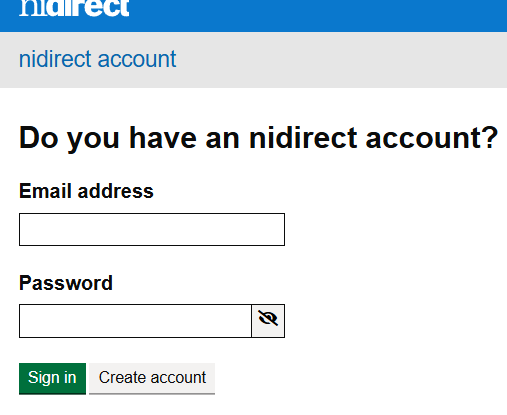 nidirect
nidirect account
Do you have an nidirect account?
Email address
Password
Sign in Create account